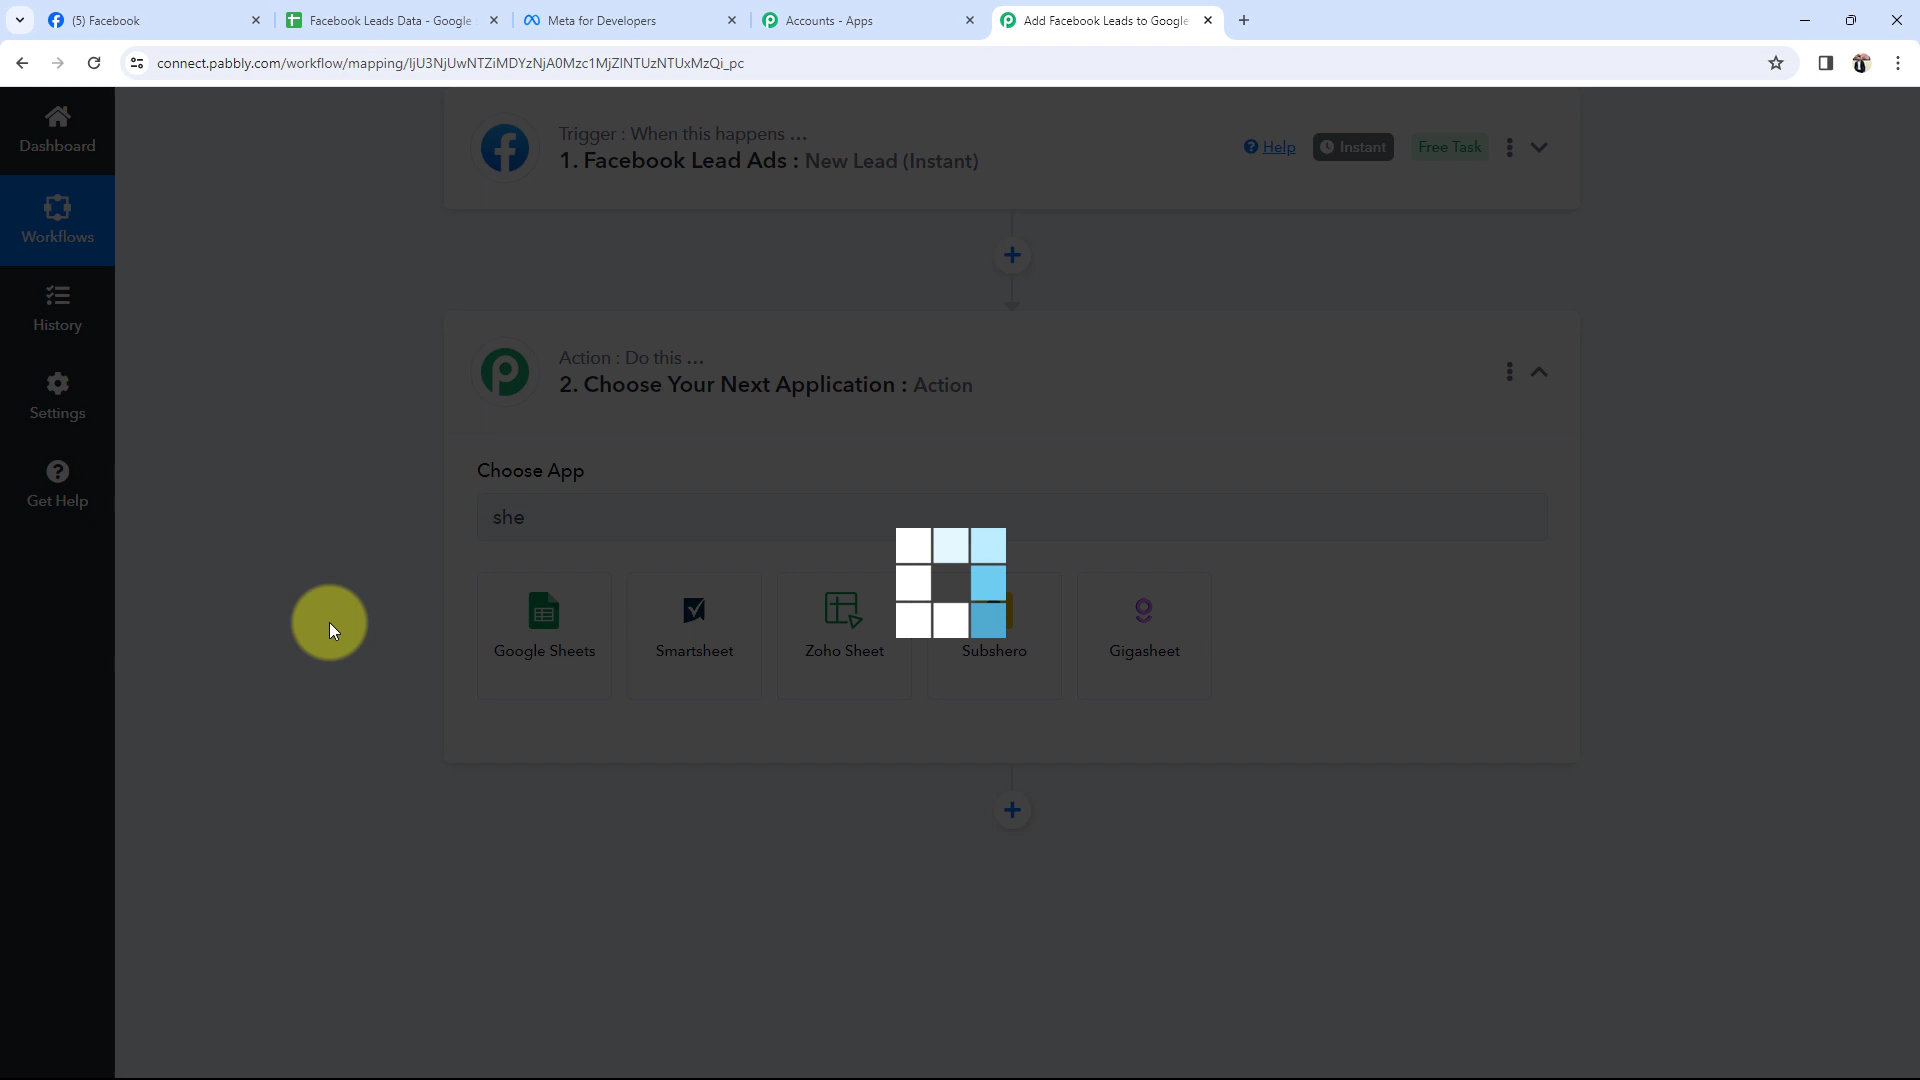 (5) Facebook
Facebook Leads Data - Google
Meta for Developers
Accounts - Apps
Add Facebook Leads to Google
connect.pabbly.com/workflow/mapping/IjU3NjUwNTZiMDYzNjA0Mzc1MjZlNTUzNTUxMzQi_pc
Dashboard
Workflows
History
Settings
Get Help
Trigger : When this happens ...
1. Facebook Lead Ads : New Lead (Instant)
Help
Instant
Free Task
Action : Do this ...
2. Choose Your Next Application : Action
Choose App
she
Google Sheets
Smartsheet
Zoho Sheet
Subshero
Gigasheet